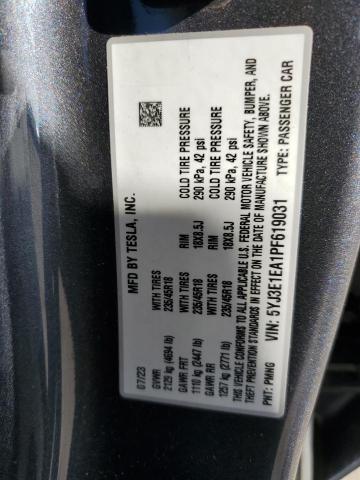 MFD BY TESLA, INC.
07/23
GVWR WITH TIRES RIM COLD TIRE PRESSURE
2129 kg (4694 lb) 235/45R18 18X8.5J 290 kPa, 42 psi
GAWR FRT WITH TIRES RIM COLD TIRE PRESSURE
1110 kg (2447 lb) 235/45R18 18X8.5J 290 kPa, 42 psi
GAWR RR
1257 kg (2771 lb) 235/45R18 18X8.5J
THIS VEHICLE CONFORMS TO ALL APPLICABLE U.S. FEDERAL MOTOR VEHICLE SAFETY, BUMPER, AND
THEFT PREVENTION STANDARDS IN EFFECT ON THE DATE OF MANUFACTURE SHOWN ABOVE.
PWT: PMNG VIN: 5YJ3E1EA1PF619031 TYPE: PASSENGER CAR